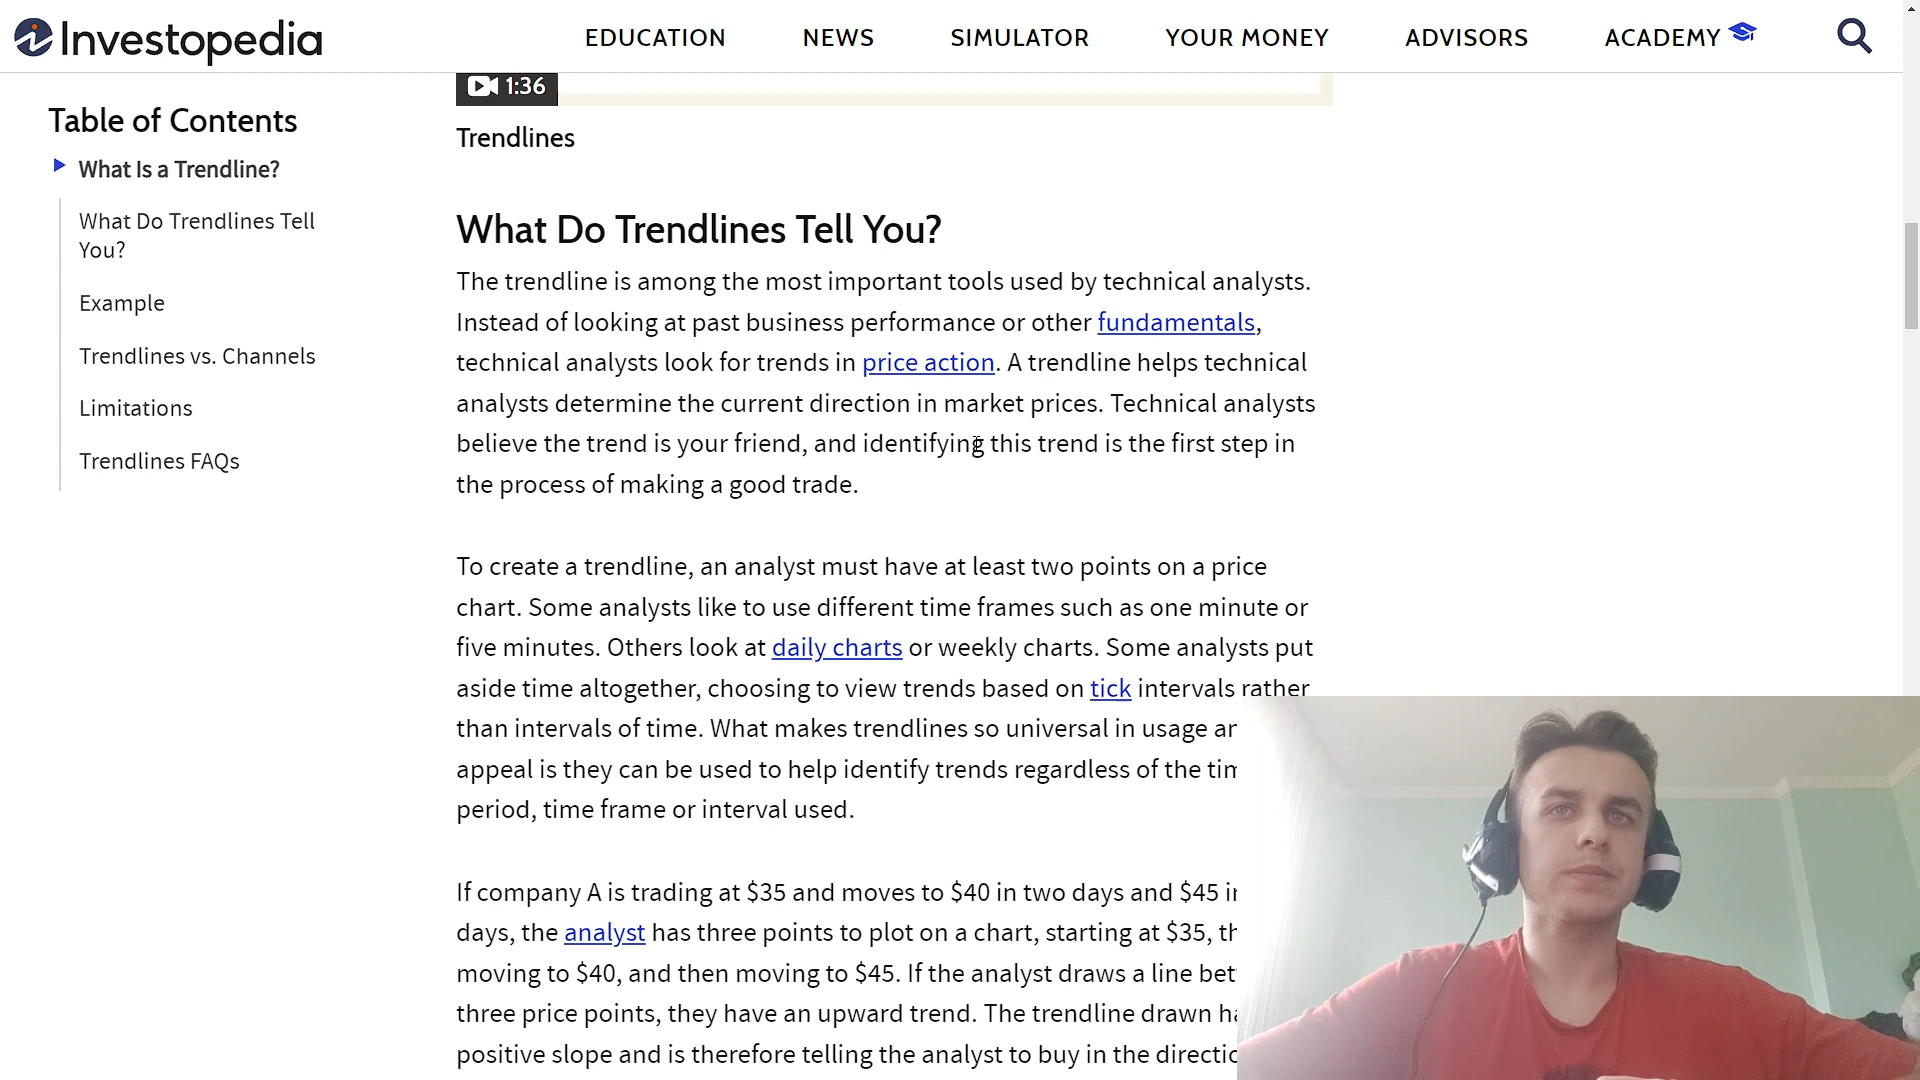 Investopedia
EDUCATION
NEWS
SIMULATOR
YOUR MONEY
ADVISORS
ACADEMY
Table of Contents
What Is a Trendline?
What Do Trendlines Tell
You?
Example
Trendlines vs. Channels
Limitations
Trendlines FAQs
1:36
Trendlines
What Do Trendlines Tell You?
The trendline is among the most important tools used by technical analysts.
Instead of looking at past business performance or other fundamentals,
technical analysts look for trends in price action. A trendline helps technical
analysts determine the current direction in market prices. Technical analysts
believe the trend is your friend, and identifying this trend is the first step in
the process of making a good trade.
To create a trendline, an analyst must have at least two points on a price
chart. Some analysts like to use different time frames such as one minute or
five minutes. Others look at daily charts or weekly charts. Some analysts put
aside time altogether, choosing to view trends based on tick intervals rather
than intervals of time. What makes trendlines so universal in usage
appeal is they can be used to help identify trends regardless of the
period, time frame or interval used.
If company A is trading at $35 and moves to $40 in two days and $45
days, the analyst has three points to plot on a chart, starting at $35,
moving to $40, and then moving to $45. If the analyst draws a line
three price points, they have an upward trend. The trendline drawn
positive slope and is therefore telling the analyst to buy in the